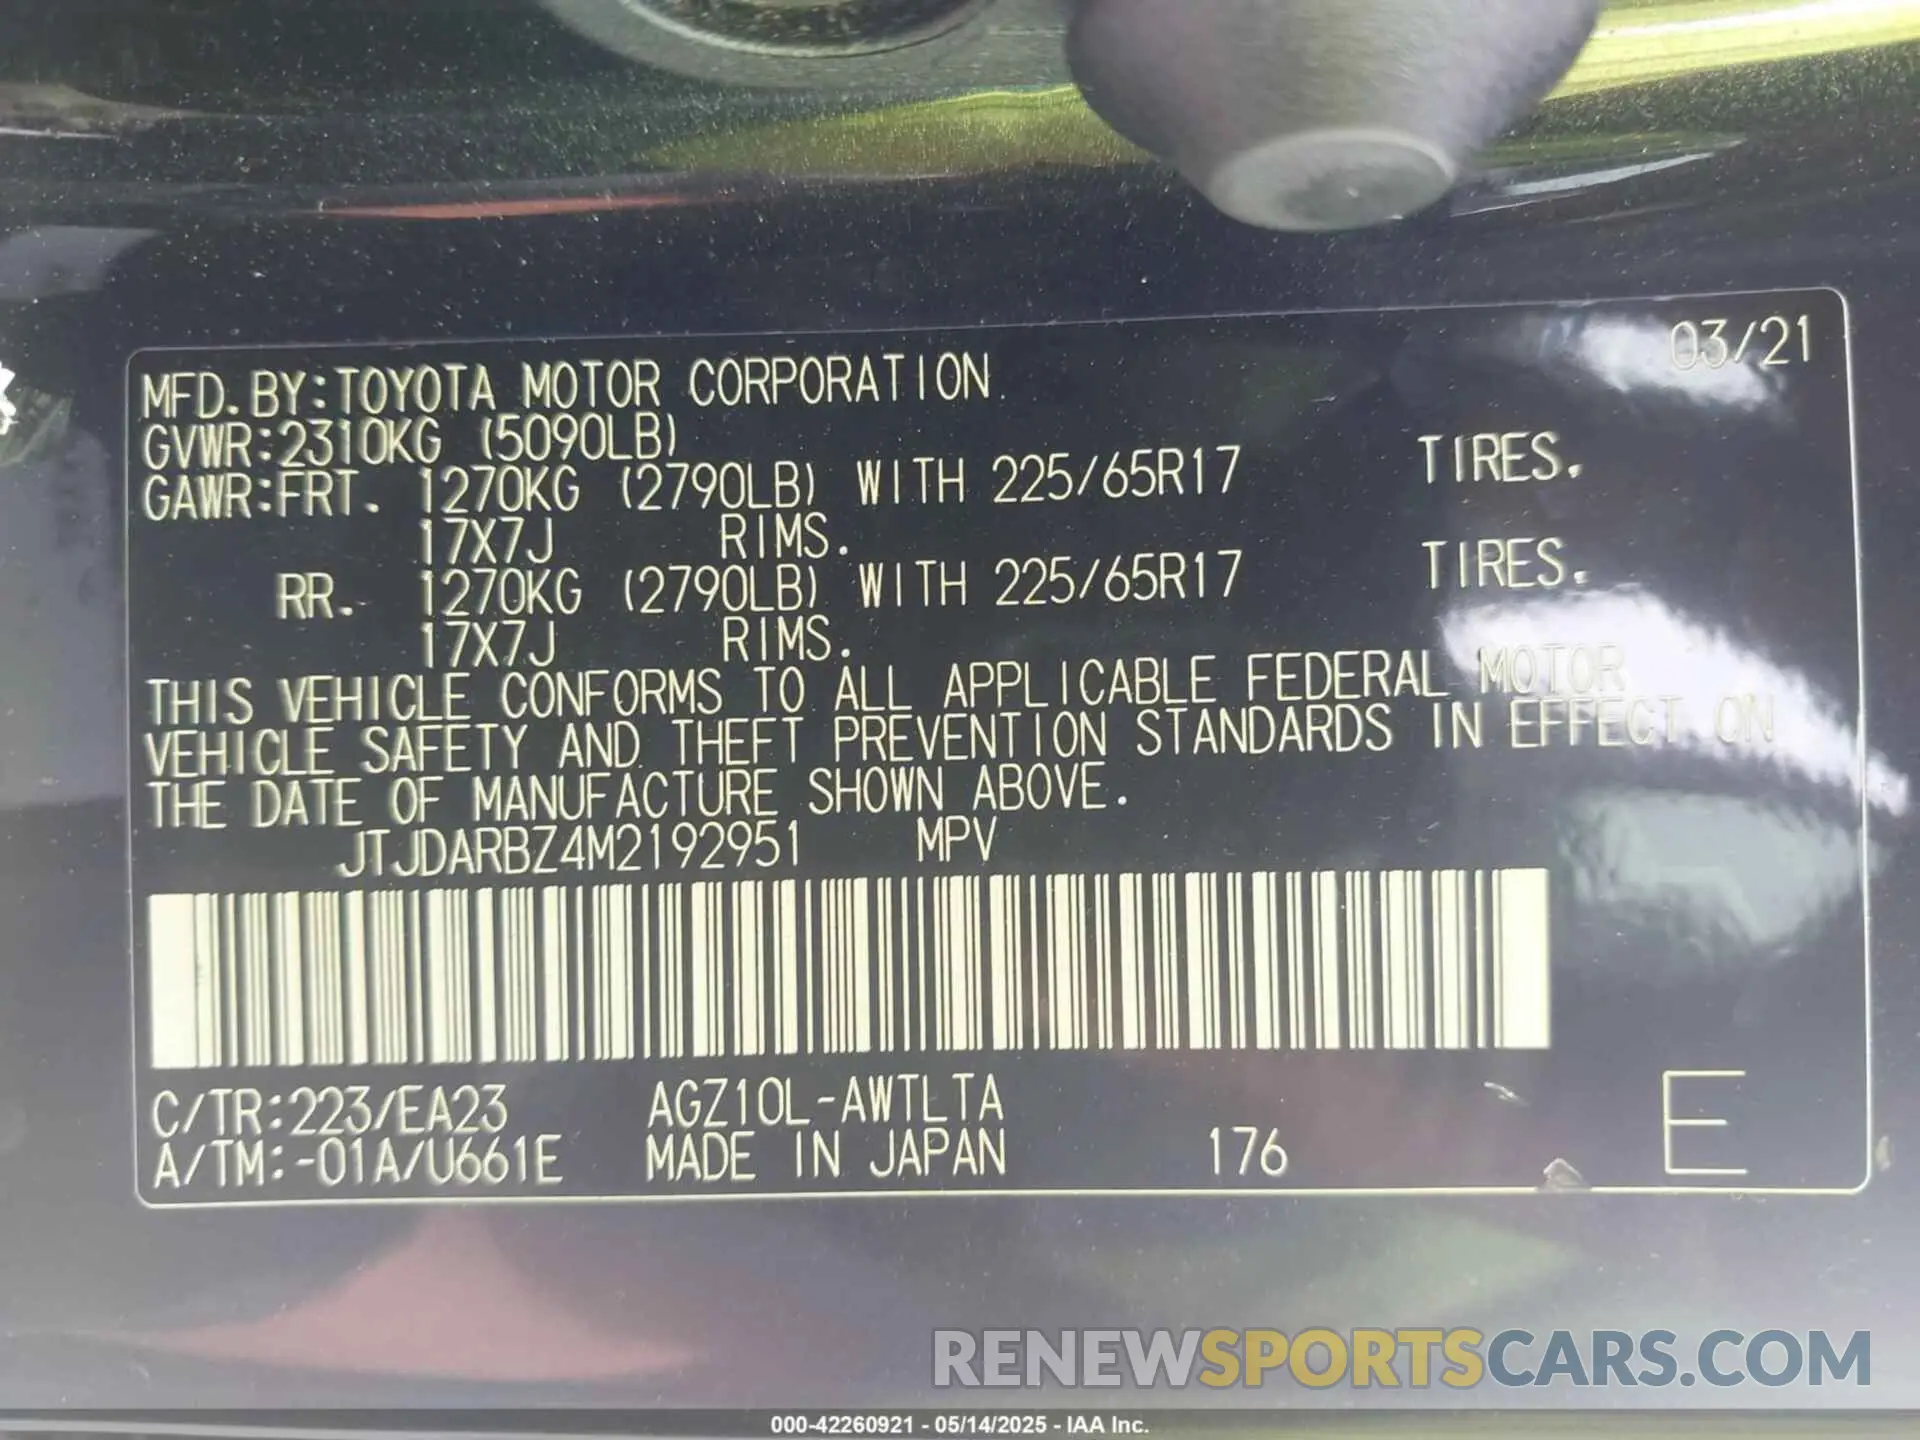 03/21
MFD. BY:TOYOTA MOTOR CORPORATION
GVWR:2310KG (5090LB)
GAWR:FRT. 1270KG (2790LB) WITH 225/65R17 TIRES.
17X7J RIMS.
RR. 1270KG (2790LB) WITH 225/65R17 TIRES.
17X7J RIMS.
THIS VEHICLE CONFORMS TO ALL APPLICABLE FEDERAL MOTOR
VEHICLE SAFETY AND THEFT PREVENTION STANDARDS IN EFFECT ON
THE DATE OF MANUFACTURE SHOWN ABOVE.
JTJDARBZ4M2192951 MPV
C/TR:223/EA23 AGZ10L-AWTLTA
A/TM:-01A/U661E MADE IN JAPAN 176 E
RENEWSPORTSCARS.COM
000-42260921 - 05/14/2025 - IAA Inc.